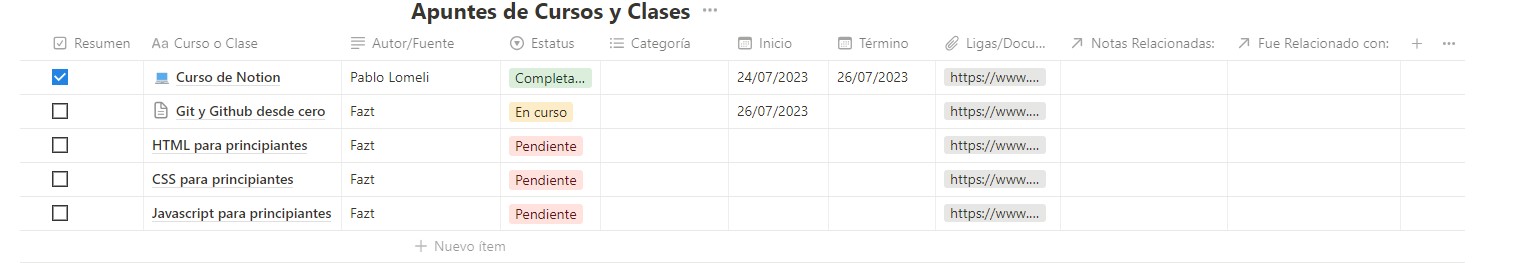 Apuntes de Cursos y Clases ...
Resumen Aa Curso o Clase Autor/Fuente Estatus Categoría Inicio Término Ligas/Docu... Notas Relacionadas: Fue Relacionado con: + ...
Curso de Notion Pablo Lomeli Completa... 24/07/2023 26/07/2023 https://www....
Git y Github desde cero Fazt En curso 26/07/2023 https://www....
HTML para principiantes Fazt Pendiente https://www....
CSS para principiantes Fazt Pendiente https://www....
Javascript para principiantes Fazt Pendiente https://www....
+ Nuevo ítem